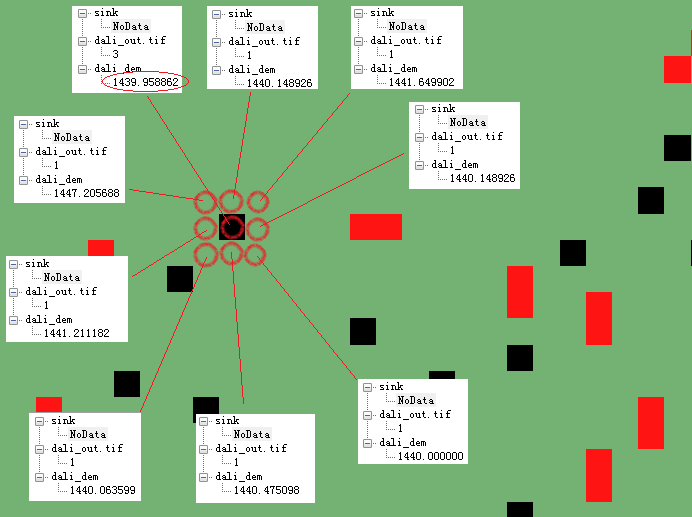 sink
NoData
dali_out.tif
3
dali_dem
1439.958862
sink
NoData
dali_out.tif
1
dali_dem
1440.148926
sink
NoData
dali_out.tif
1
dali_dem
1441.649902
sink
NoData
dali_out.tif
1
dali_dem
1447.205688
sink
NoData
dali_out.tif
1
dali_dem
1440.148926
sink
NoData
dali_out.tif
1
dali_dem
1441.211182
sink
NoData
dali_out.tif
1
dali_dem
1440.063599
sink
NoData
dali_out.tif
1
dali_dem
1440.475098
sink
NoData
dali_out.tif
1
dali_dem
1440.000000